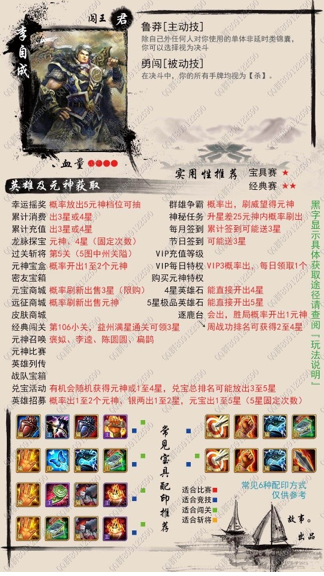 闯王
君
李自成
鲁莽[主动技]
除自己外任何人对你使用的单体非延时类锦囊，
你可以选择视为决斗
勇闯[被动技]
在决斗中，你的所有手牌均视为【杀】。
血量
实用性推荐
宝具赛 ★
经典赛 ★★
英雄及元神获取
幸运摇奖 概率放出5元神档位可抽
累计消费 出3星或4星
累计充值 出3星或4星
龙脉探宝 元神，4星（固定次数）
过关斩将 第5关（5图中州关隘）
元神宝盒 概率开出1至2个元神
密友宝箱
元宝商城 概率刷新出售3星（限购）
远征商城 概率刷新出元神
皮肤商城
经典闯关 第106小关，益州满星通关可领3星
元神召唤 褒姒、李逵、陈圆圆、扁鹊
元神比赛
英雄列传
战队宝箱
兑宝活动 有机会随机获得元神或1至4星，兑宝总排名可能放出3至5星
英雄招募 概率出1至2个元神，银两出1至2星，元宝出1至5星（5星固定次数）
群雄争霸 概率出，刷威望得元神
神秘任务 升星差25元神内概率刷出
每月签到 累计签到可能送3星
节日签到 可能送3星
VIP充值等级
VIP每日特权 VIP3概率出，每日领取1个
购买元神特权
4星英雄石 能直接开出4星
5星极品英雄石 能直接开出5星
逐鹿台 会出，胜局概率开出1元神
周战功排名可获得2至4星
黑字显示具体获取途径请查阅『玩法说明』
常见宝具配印推荐
适合比赛
适合竞技
适合闯关
适合斩将
常见6种配印方式
仅供参考
故事。
出品